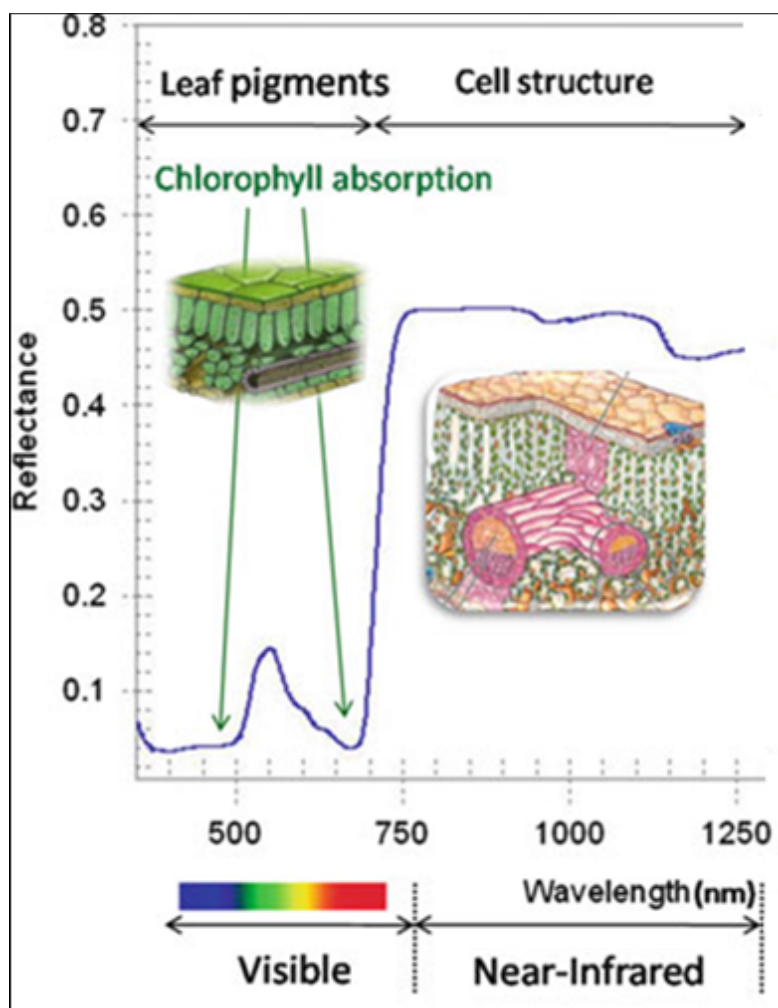 0.8
Leaf pigments Cell structure
0.7
Chlorophyll absorption
0.6
0.5
0.4
Reflectance
0.3
0.2
0.1
500 750 1000 1250
Wavelength (nm)
Visible Near-Infrared